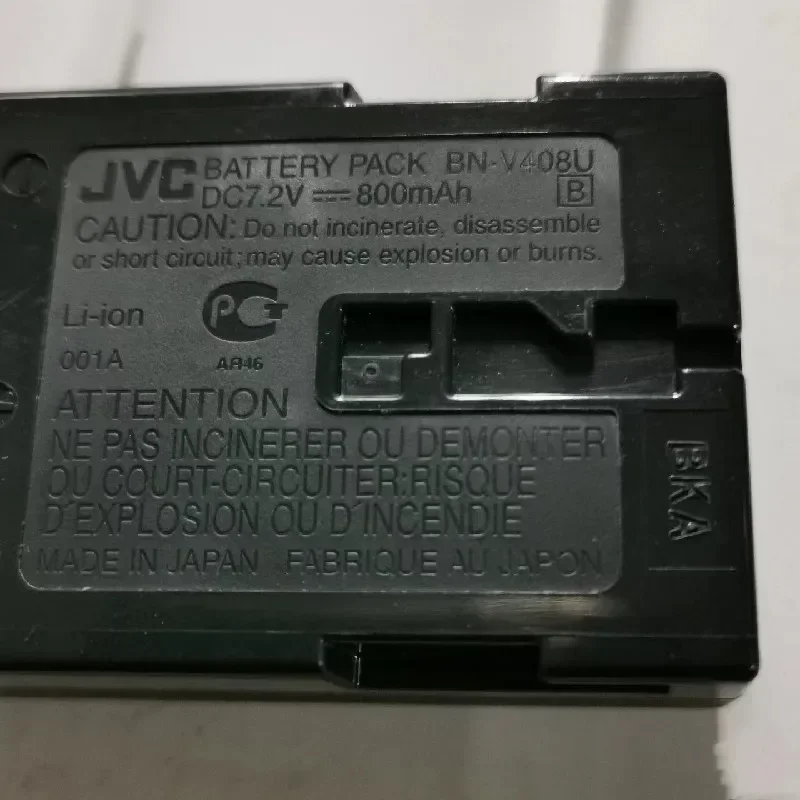 JVC BATTERY PACK BN-V408U
DC7.2V ⎓ 800mAh B
CAUTION: Do not incinerate, disassemble
or short circuit; may cause explosion or burns.
Li-ion
001A
AЯ46
ATTENTION
NE PAS INCINERER OU DEMONTER
OU COURT-CIRCUITER: RISQUE
D'EXPLOSION OU D'INCENDIE
MADE IN JAPAN FABRIQUE AU JAPON
BKA